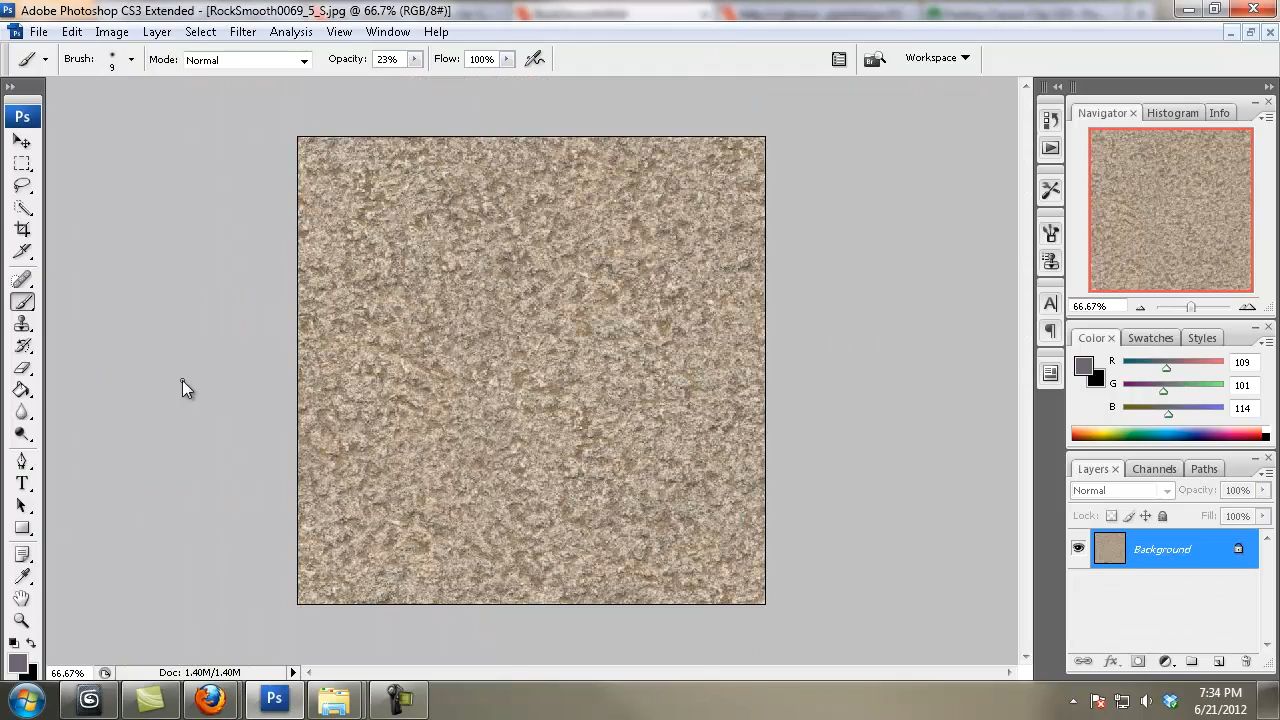 Adobe Photoshop CS3 Extended - [RockSmooth0069_5_S.jpg @ 66.7% (RGB/8#)]
File Edit Image Layer Select Filter Analysis View Window Help
Brush: 9 Mode: Normal Opacity: 23% Flow: 100% Workspace
Ps
Navigator Histogram Info
66.67%
Color Swatches Styles
R 109
G 101
B 114
Layers Channels Paths
Normal Opacity: 100%
Lock: Fill: 100%
Background
66.67% Doc: 1.40M/1.40M
7:34 PM
6/21/2012